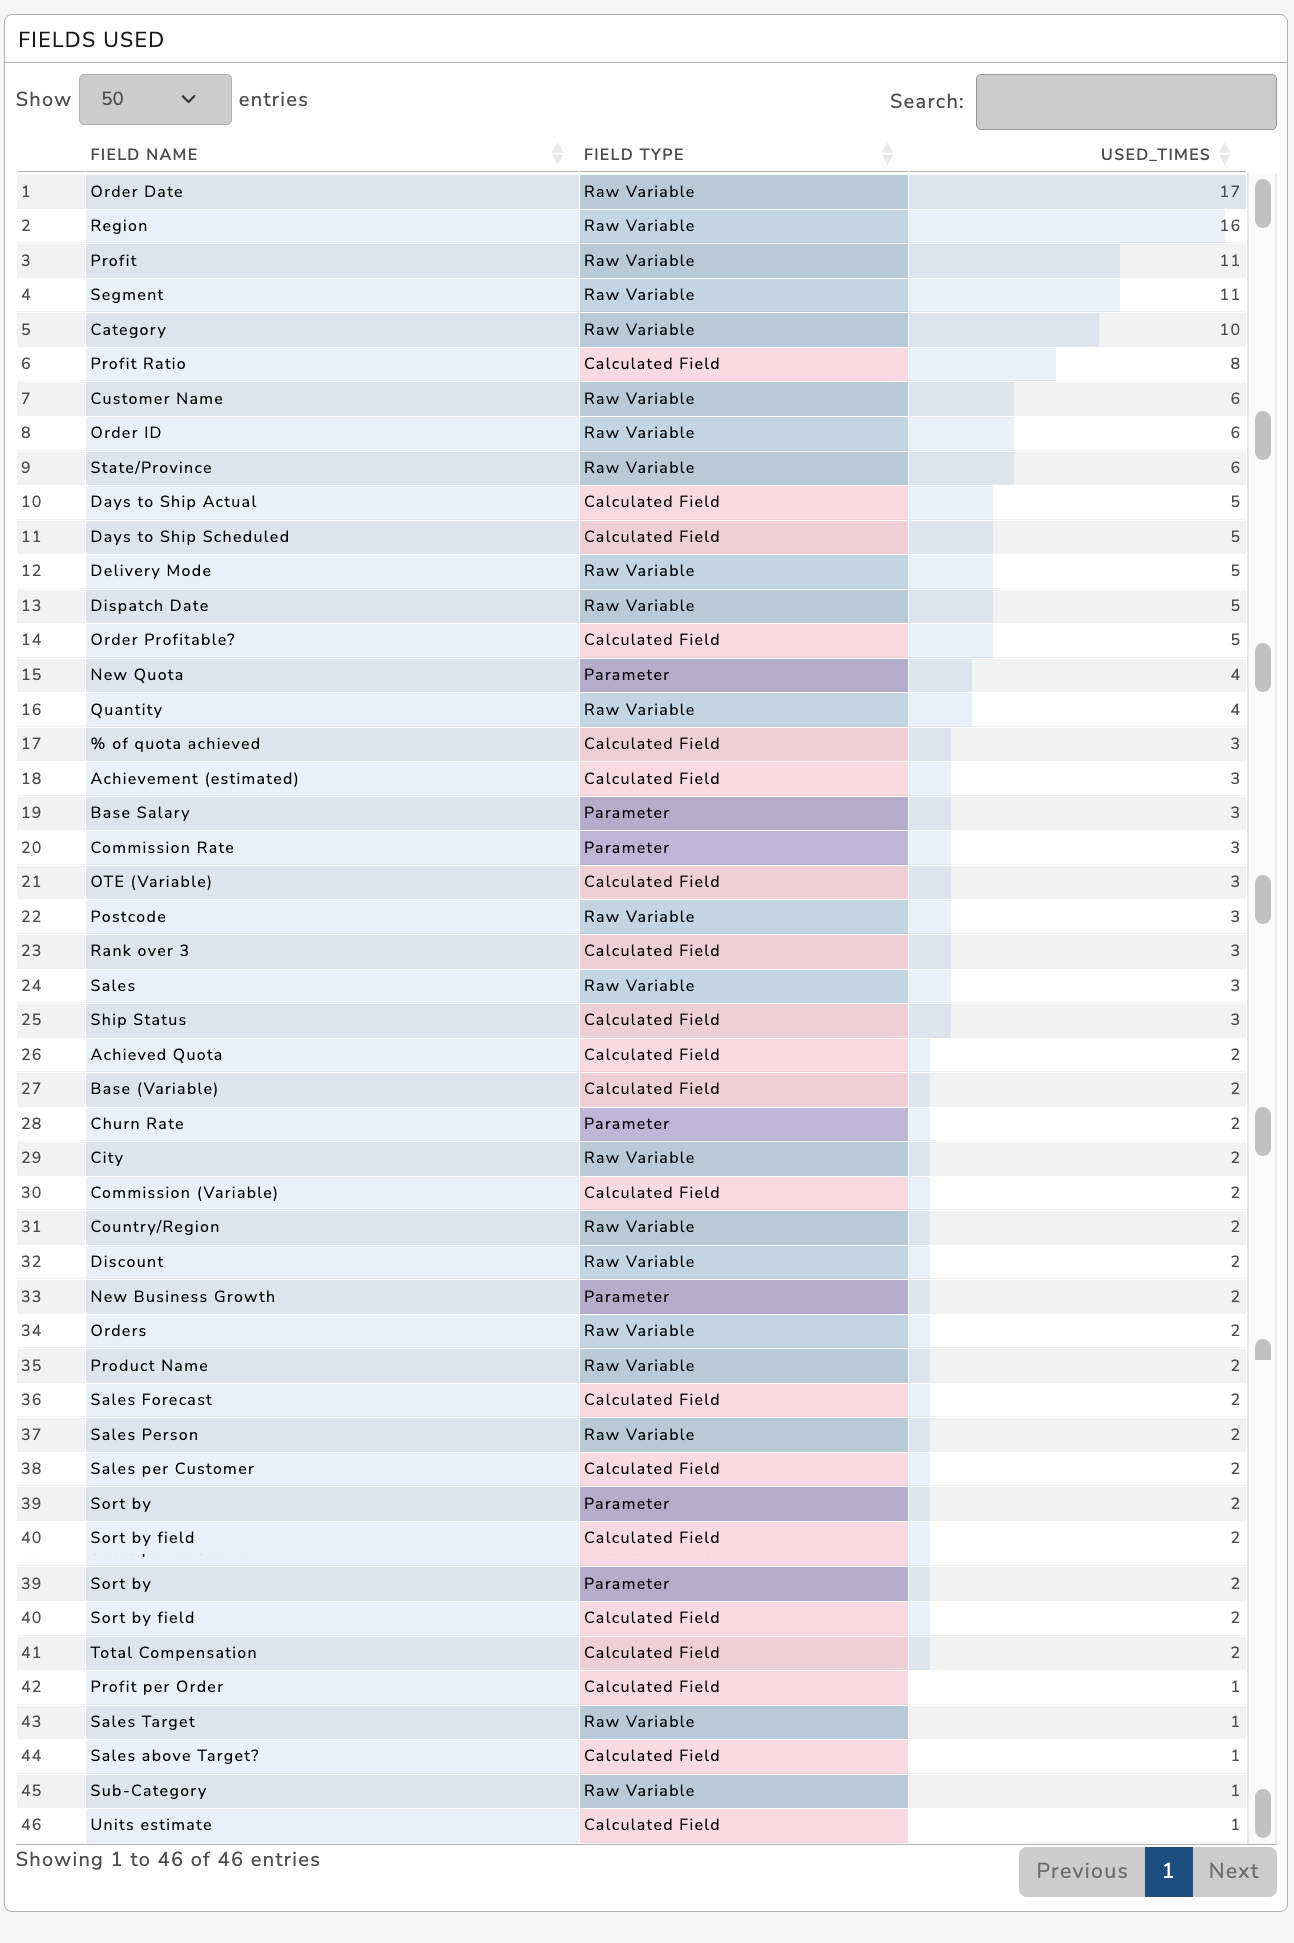 FIELDS USED
Show 50 entries Search:
FIELD NAME FIELD TYPE USED_TIMES
1 Order Date Raw Variable 17
2 Region Raw Variable 16
3 Profit Raw Variable 11
4 Segment Raw Variable 11
5 Category Raw Variable 10
6 Profit Ratio Calculated Field 8
7 Customer Name Raw Variable 6
8 Order ID Raw Variable 6
9 State/Province Raw Variable 6
10 Days to Ship Actual Calculated Field 5
11 Days to Ship Scheduled Calculated Field 5
12 Delivery Mode Raw Variable 5
13 Dispatch Date Raw Variable 5
14 Order Profitable? Calculated Field 5
15 New Quota Parameter 4
16 Quantity Raw Variable 4
17 % of quota achieved Calculated Field 3
18 Achievement (estimated) Calculated Field 3
19 Base Salary Parameter 3
20 Commission Rate Parameter 3
21 OTE (Variable) Calculated Field 3
22 Postcode Raw Variable 3
23 Rank over 3 Calculated Field 3
24 Sales Raw Variable 3
25 Ship Status Calculated Field 3
26 Achieved Quota Calculated Field 2
27 Base (Variable) Calculated Field 2
28 Churn Rate Parameter 2
29 City Raw Variable 2
30 Commission (Variable) Calculated Field 2
31 Country/Region Raw Variable 2
32 Discount Raw Variable 2
33 New Business Growth Parameter 2
34 Orders Raw Variable 2
35 Product Name Raw Variable 2
36 Sales Forecast Calculated Field 2
37 Sales Person Raw Variable 2
38 Sales per Customer Calculated Field 2
39 Sort by Parameter 2
40 Sort by field Calculated Field 2
39 Sort by Parameter 2
40 Sort by field Calculated Field 2
41 Total Compensation Calculated Field 2
42 Profit per Order Calculated Field 1
43 Sales Target Raw Variable 1
44 Sales above Target? Calculated Field 1
45 Sub-Category Raw Variable 1
46 Units estimate Calculated Field 1
Showing 1 to 46 of 46 entries
Previous 1 Next